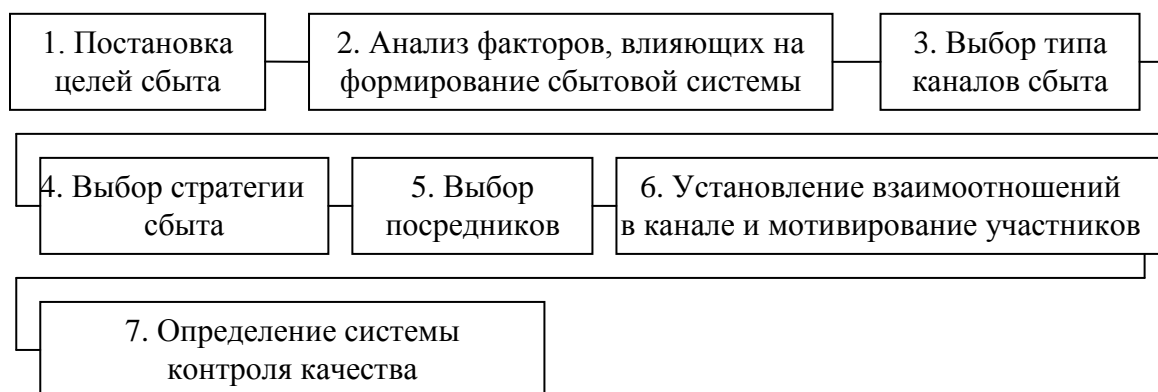 1. Постановка
целей сбыта
2. Анализ факторов, влияющих на
формирование сбытовой системы
3. Выбор типа
каналов сбыта
4. Выбор стратегии
сбыта
5. Выбор
посредников
6. Установление взаимоотношений
в канале и мотивирование участников
7. Определение системы
контроля качества